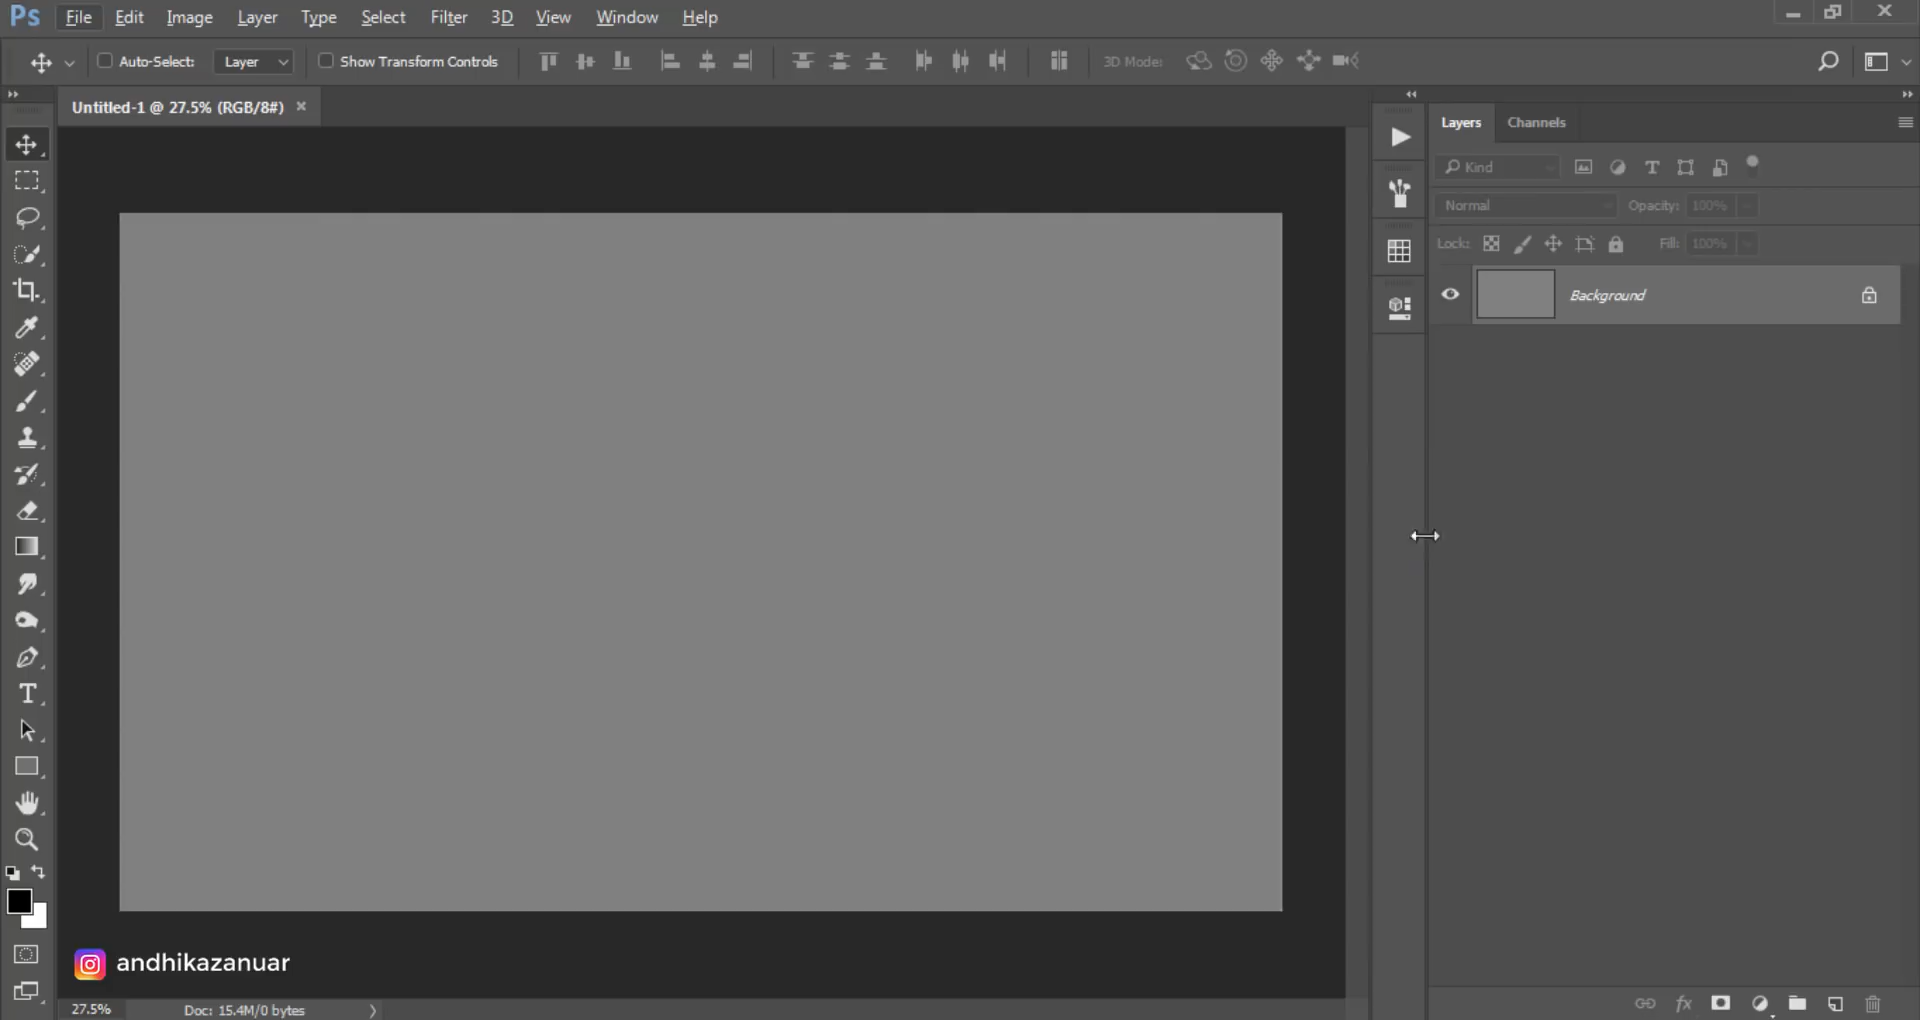 Ps File Edit Image Layer Type Select Filter 3D View Window Help
Auto-Select: Layer Show Transform Controls 3D Mode:
Untitled-1 @ 27.5% (RGB/8#) ×
Layers Channels
Kind
Normal Opacity: 100%
Lock: Fill: 100%
Background
andhikazanuar
27.5% Doc: 15.4M/0 bytes